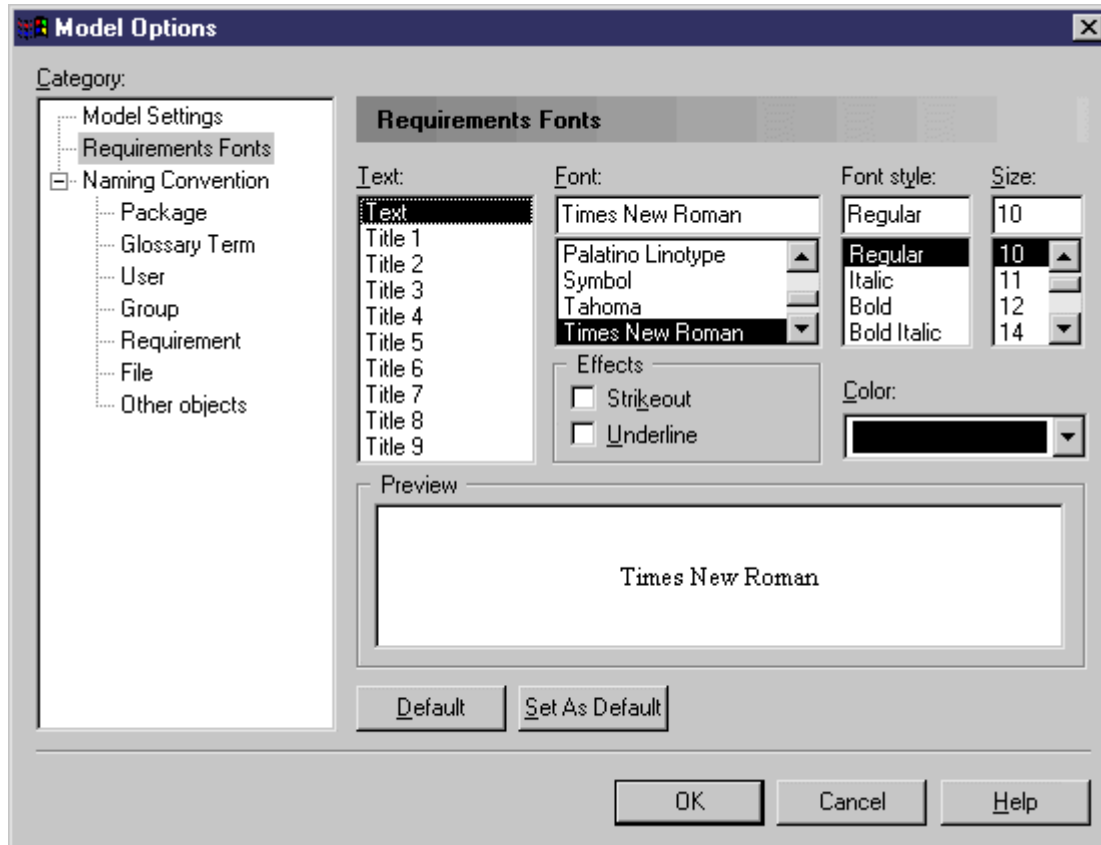 Model Options
Category:
Model Settings
Requirements Fonts
Naming Convention
Package
Glossary Term
User
Group
Requirement
File
Other objects
Requirements Fonts
Text:
Text
Title 1
Title 2
Title 3
Title 4
Title 5
Title 6
Title 7
Title 8
Title 9
Font:
Times New Roman
Palatino Linotype
Symbol
Tahoma
Times New Roman
Font style:
Regular
Regular
Italic
Bold
Bold Italic
Size:
10
10
11
12
14
Effects
Strikeout
Underline
Color:
Preview
Times New Roman
Default Set As Default
OK Cancel Help